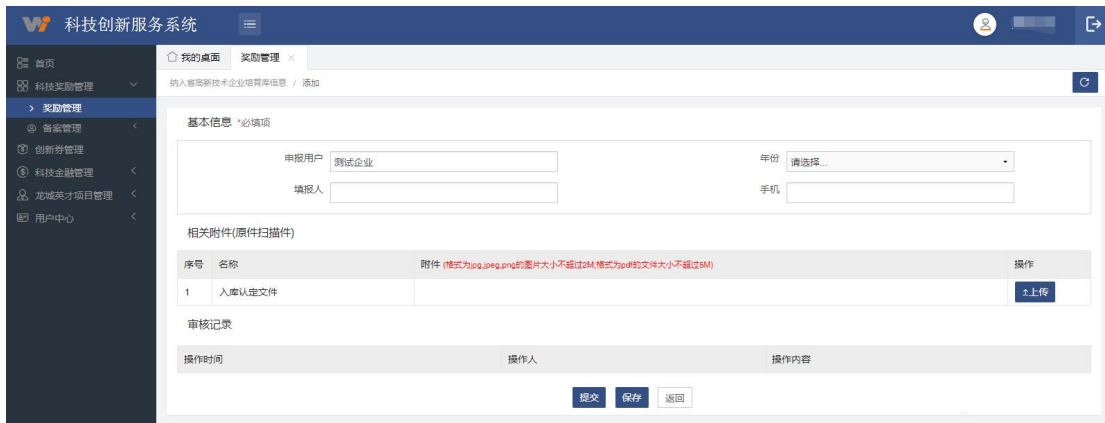 科技创新服务系统
首页
科技奖励管理
奖励管理
备案管理
创新券管理
科技金融管理
龙城英才项目管理
用户中心
我的桌面 奖励管理
纳入省高新技术企业培育库信息 / 添加
基本信息 *必填项
申报用户 测试企业 年份 请选择...
填报人 手机
相关附件(原件扫描件)
序号 名称 附件 (格式为jpg,jpeg,png的图片大小不超过2M;格式为pdf的文件大小不超过5M) 操作
1 入库认定文件 上传
审核记录
操作时间 操作人 操作内容
提交 保存 返回